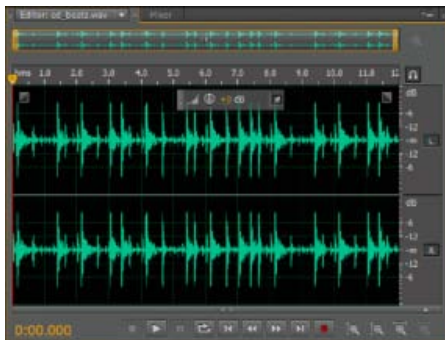 Editor: cd_beatz.wav Mixer
hms 1.0 2.0 3.0 4.0 5.0 6.0 7.0 8.0 9.0 10.0 11.0 12
dB
+0 dB
-12
-∞
L
-12
dB
-12
-∞
R
-12
0:00.000